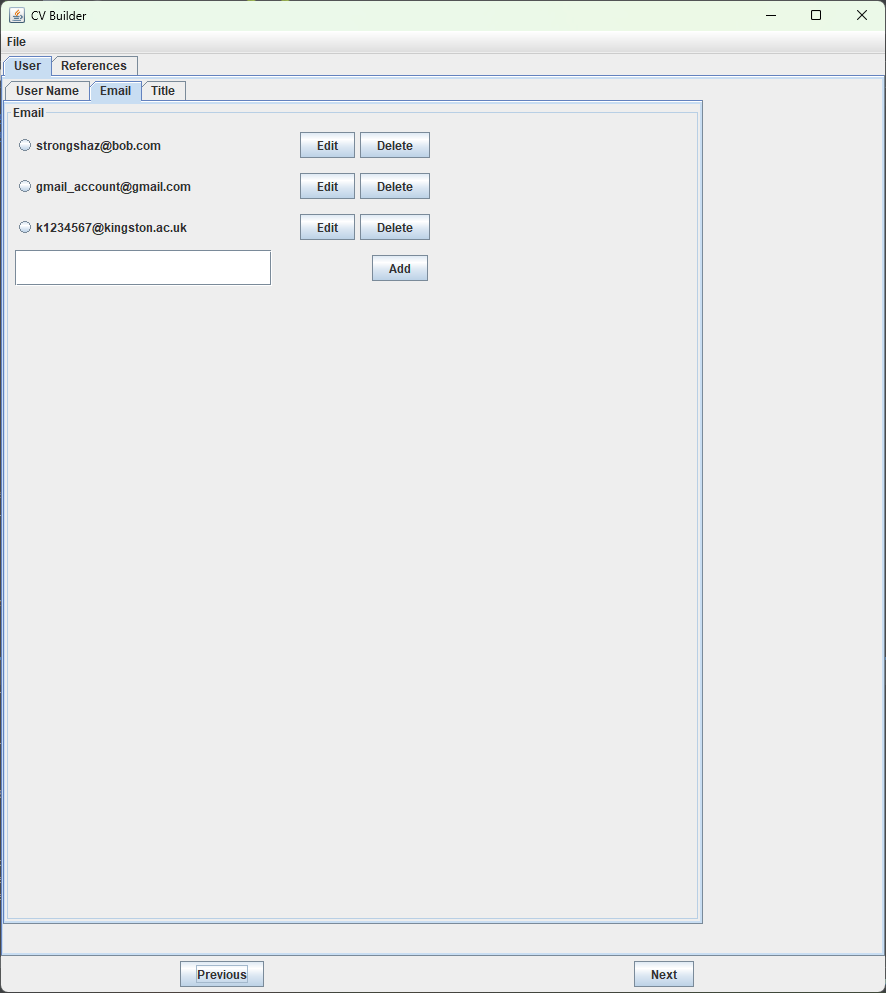 CV Builder
File
User References
User Name Email Title
Email
strongshaz@bob.com Edit Delete
gmail_account@gmail.com Edit Delete
k1234567@kingston.ac.uk Edit Delete
Add
Previous Next